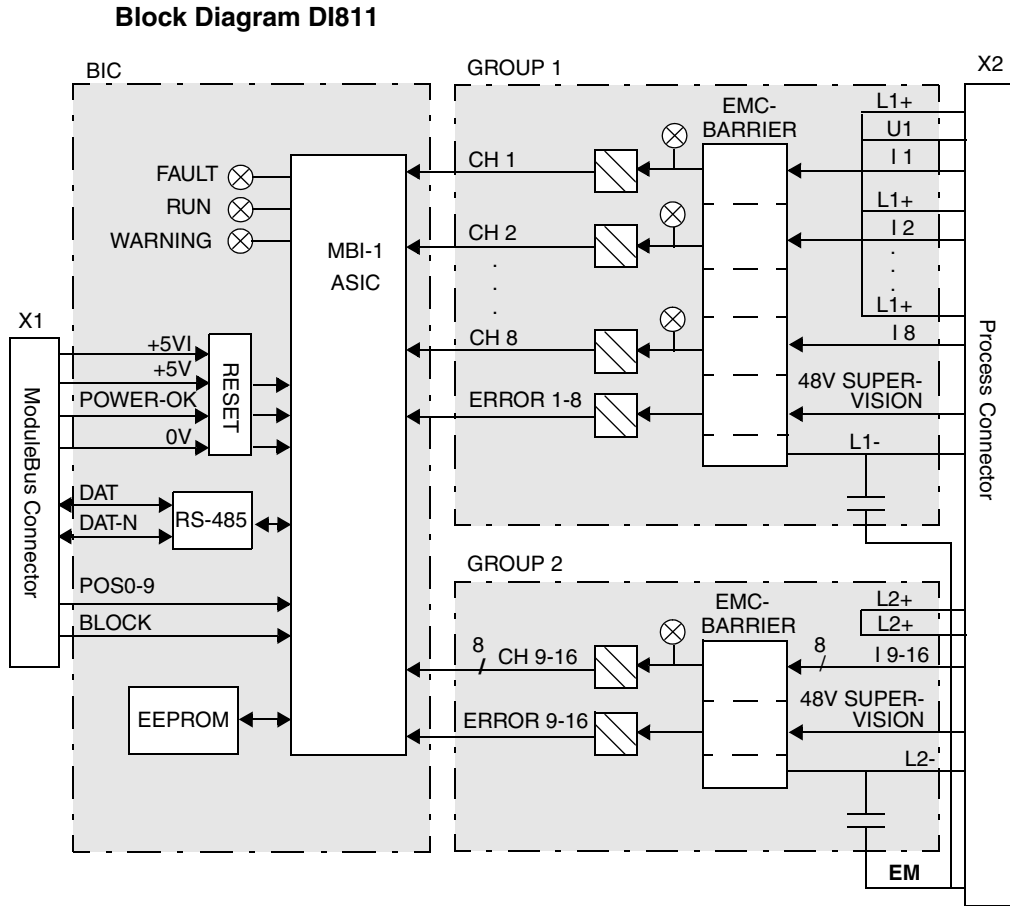 Block Diagram DI811
BIC
GROUP 1
X2
EMC-
BARRIER
L1+
U1
I 1
L1+
I 2
.
.
.
L1+
I 8
48V SUPER-
VISION
L1-
CH 1
CH 2
.
.
.
CH 8
ERROR 1-8
FAULT
RUN
WARNING
MBI-1
ASIC
X1
+5VI
+5V
POWER-OK
0V
RESET
DAT
DAT-N
RS-485
POS0-9
BLOCK
EEPROM
ModuleBus Connector
Process Connector
GROUP 2
EMC-
BARRIER
L2+
L2+
8
CH 9-16
8
I 9-16
48V SUPER-
VISION
ERROR 9-16
L2-
EM